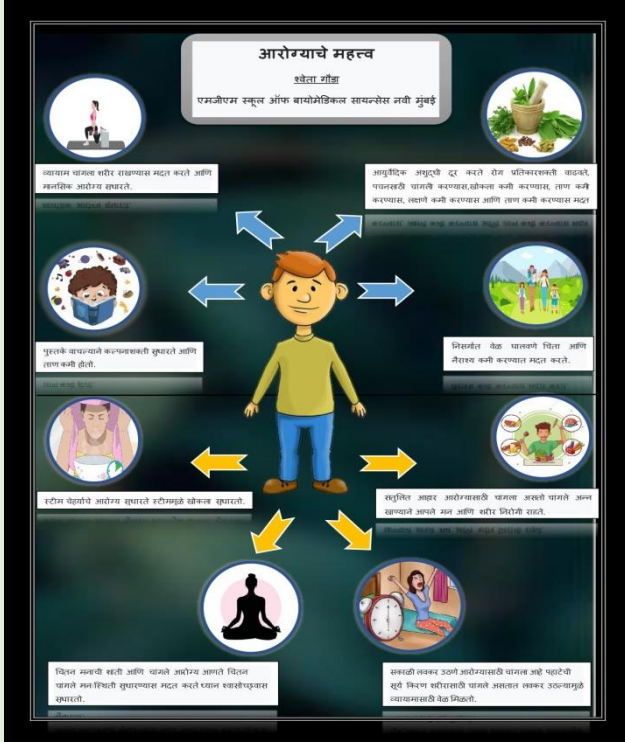 आरोग्याचे महत्त्व
श्वेता गौडा
एमजीएम स्कूल ऑफ बायोमेडिकल सायन्सेस नवी मुंबई
व्यायाम चांगला शरीर राखण्यास मदत करते आणि
मानसिक आरोग्य सुधारते.
आयुर्वेदिक अशुद्धी दूर करते रोग प्रतिकारशक्ती वाढवते,
पचनसाठी चांगली करण्यास,खोकला कमी करण्यास, ताण कमी
करण्यास, लक्षणे कमी करण्यास आणि ताण कमी करण्यास मदत
पुस्तके वाचल्याने कल्पनाशक्ती सुधारते आणि
ताण कमी होतो.
निसर्गात वेळ घालवणे चिंता आणि
नैराश्य कमी करण्यात मदत करते.
स्टीम चेहर्याचे आरोग्य सुधारते स्टीममुळे खोकला सुधारतो.
सतुलित आहार आरोग्यासाठी चांगला असतो चांगले अन्न
खाण्याने आपले मन आणि शरीर निरोगी राहते.
चिंतन मनाची शांती आणि चांगले आरोग्य आणते चिंतन
चांगले मनःस्थिती सुधारण्यास मदत करते ध्यान श्वासोच्छ्वास
सुधारतो.
सकाळी लवकर उठणे आरोग्यासाठी चांगला आहे पहाटेची
सूर्य किरण शरीरासाठी चांगले असतात लवकर उठल्यामुळे
व्यायामासाठी वेळ मिळतो.